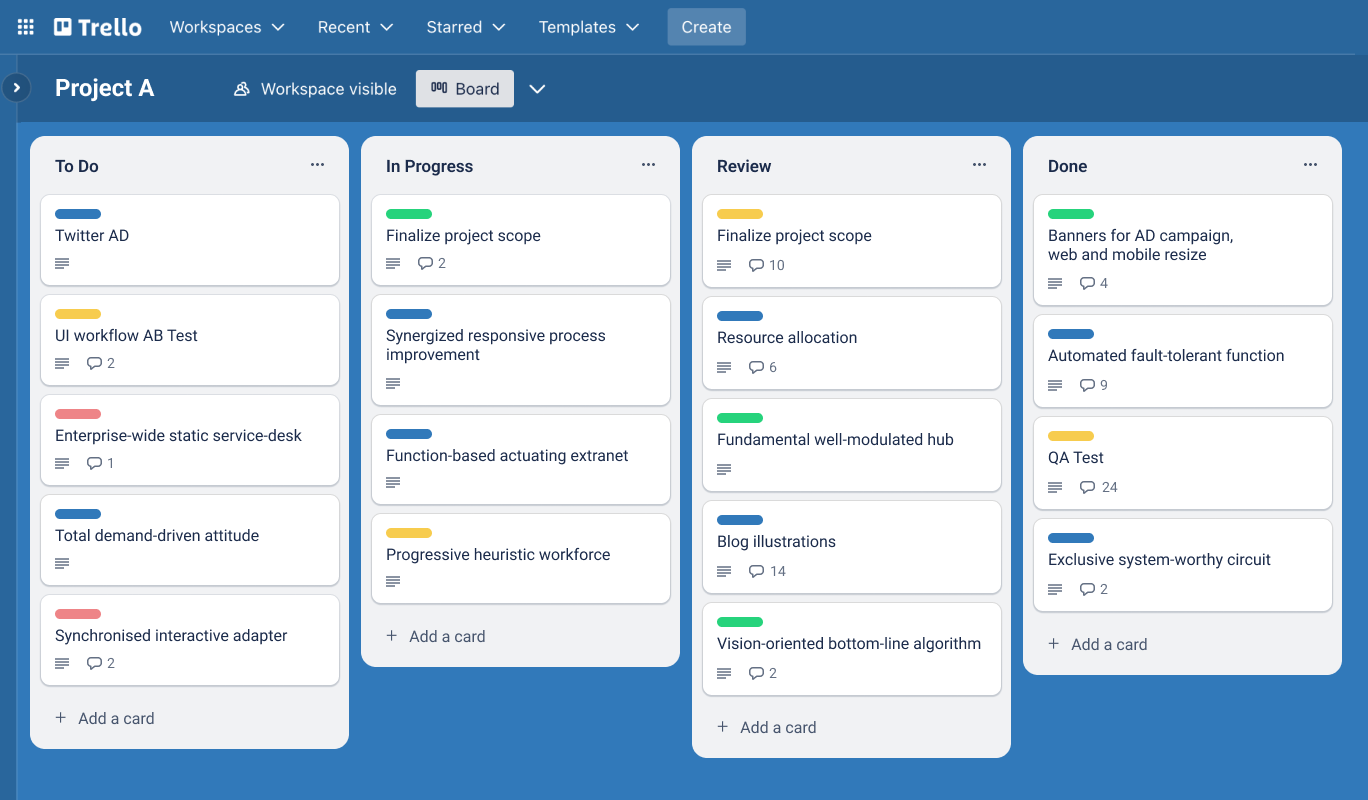 Trello
Workspaces
Recent
Starred
Templates
Create
Project A
Workspace visible
Board
To Do
Twitter AD
UI workflow AB Test
2
Enterprise-wide static service-desk
1
Total demand-driven attitude
Synchronised interactive adapter
2
+ Add a card
In Progress
Finalize project scope
2
Synergized responsive process
improvement
Function-based actuating extranet
Progressive heuristic workforce
+ Add a card
Review
Finalize project scope
10
Resource allocation
6
Fundamental well-modulated hub
Blog illustrations
14
Vision-oriented bottom-line algorithm
2
+ Add a card
Done
Banners for AD campaign,
web and mobile resize
4
Automated fault-tolerant function
9
QA Test
24
Exclusive system-worthy circuit
2
+ Add a card